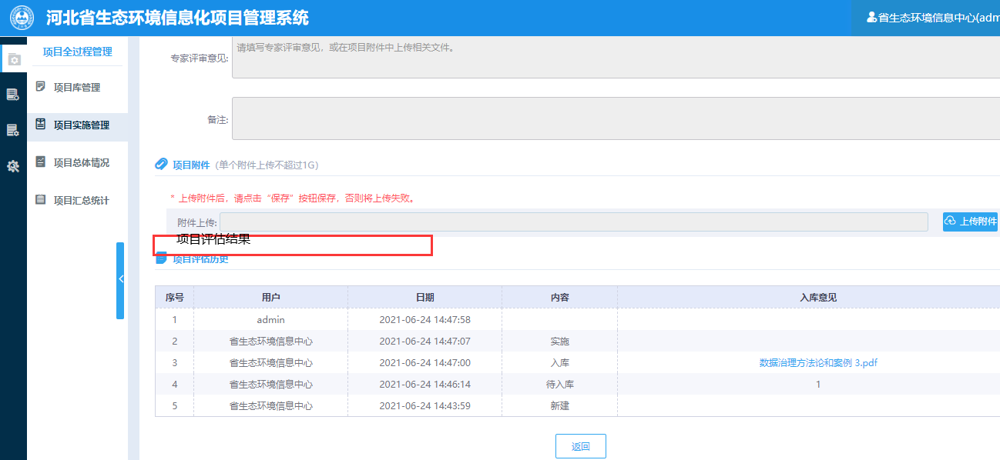 河北省生态环境信息化项目管理系统
省生态环境信息中心(adm
项目全过程管理
项目库管理
项目实施管理
项目总体情况
项目汇总统计
专家评审意见:
请填写专家评审意见，或在项目附件中上传相关文件。
备注:
项目附件 (单个附件上传不超过1G)
* 上传附件后，请点击“保存”按钮保存，否则将上传失败。
附件上传:
上传附件
项目评估结果
项目评估历史
序号 用户 日期 内容 入库意见
1 admin 2021-06-24 14:47:58
2 省生态环境信息中心 2021-06-24 14:47:07 实施
3 省生态环境信息中心 2021-06-24 14:47:00 入库 数据治理方法论和案例 3.pdf
4 省生态环境信息中心 2021-06-24 14:46:14 待入库 1
5 省生态环境信息中心 2021-06-24 14:43:59 新建
返回